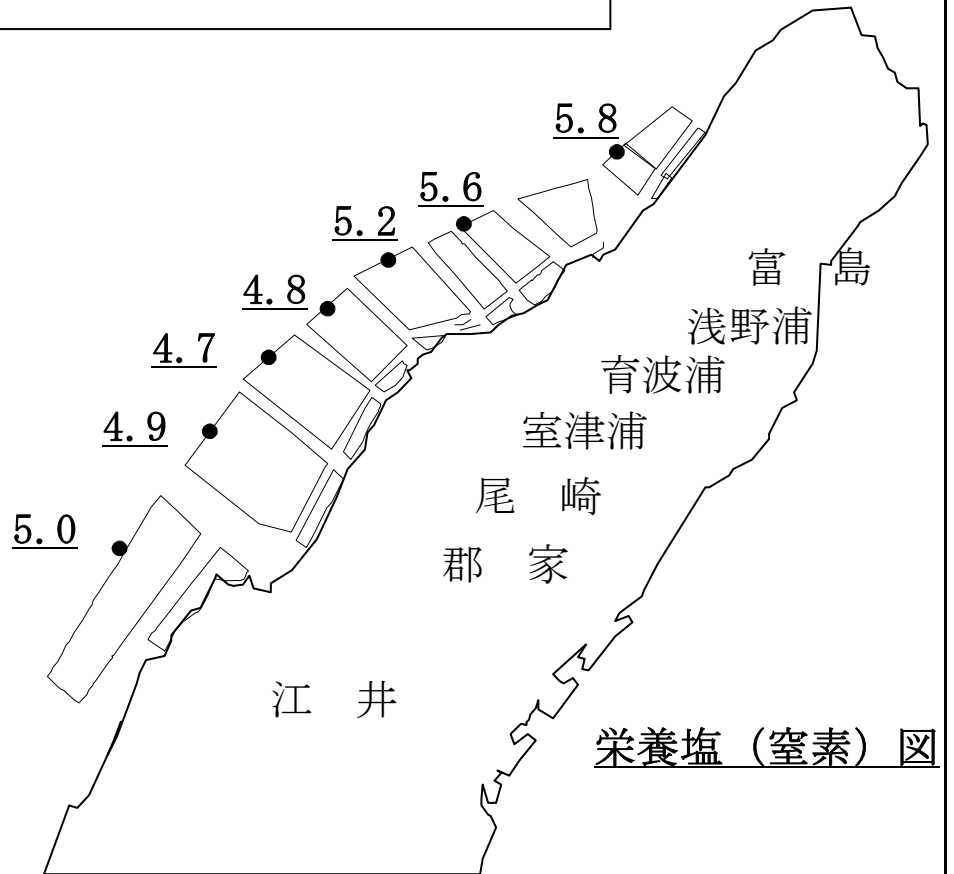 5.8
5.6
5.2
4.8
4.7
4.9
5.0
富　島
浅野浦
育波浦
室津浦
尾　崎
郡　家
江　井
栄養塩（窒素）図